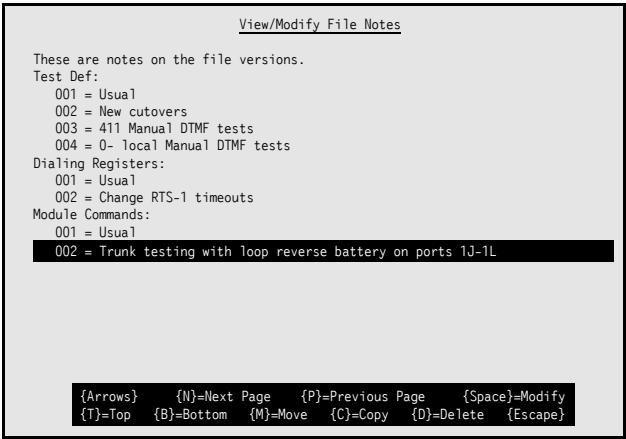 View/Modify File Notes
These are notes on the file versions.
Test Def:
001 = Usual
002 = New cutovers
003 = 411 Manual DTMF tests
004 = 0- local Manual DTMF tests
Dialing Registers:
001 = Usual
002 = Change RTS-1 timeouts
Module Commands:
001 = Usual
002 = Trunk testing with loop reverse battery on ports 1J-1L
{Arrows} {N}=Next Page {P}=Previous Page {Space}=Modify
{T}=Top {B}=Bottom {M}=Move {C}=Copy {D}=Delete {Escape}